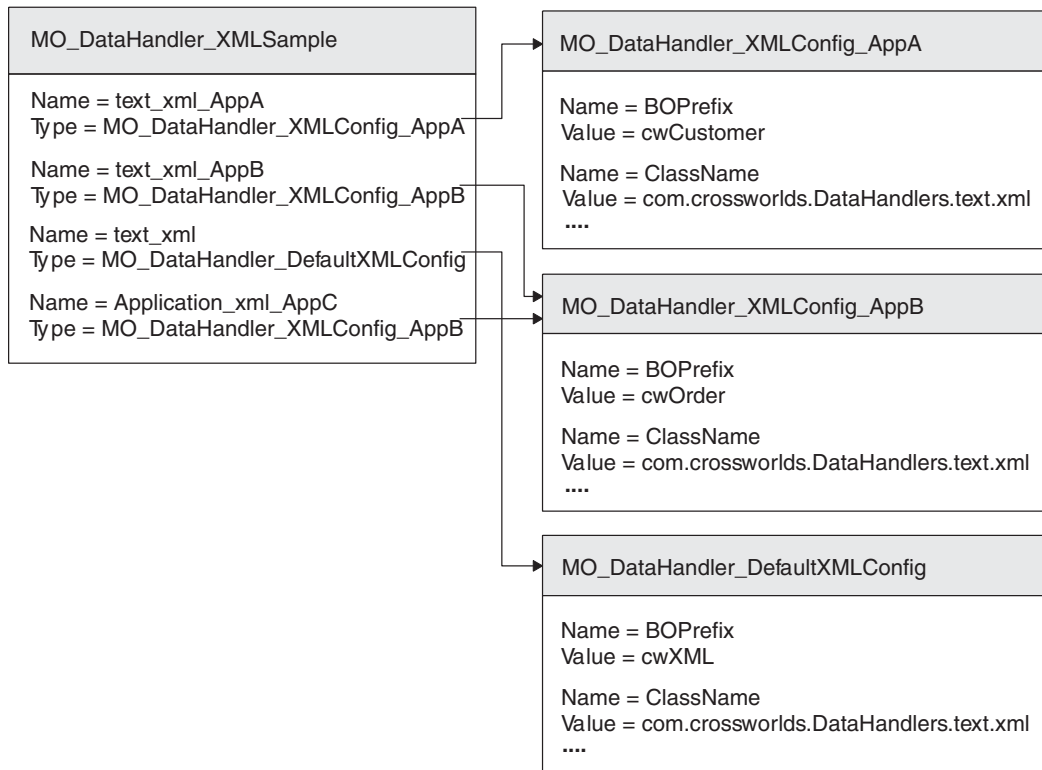 MO_DataHandler_XMLSample
Name = text_xml_AppA
Type = MO_DataHandler_XMLConfig_AppA
Name = text_xml_AppB
Type = MO_DataHandler_XMLConfig_AppB
Name = text_xml
Type = MO_DataHandler_DefaultXMLConfig
Name = Application_xml_AppC
Type = MO_DataHandler_XMLConfig_AppB
MO_DataHandler_XMLConfig_AppA
Name = BOPrefix
Value = cwCustomer
Name = ClassName
Value = com.crossworlds.DataHandlers.text.xml
....
MO_DataHandler_XMLConfig_AppB
Name = BOPrefix
Value = cwOrder
Name = ClassName
Value = com.crossworlds.DataHandlers.text.xml
....
MO_DataHandler_DefaultXMLConfig
Name = BOPrefix
Value = cwXML
Name = ClassName
Value = com.crossworlds.DataHandlers.text.xml
....